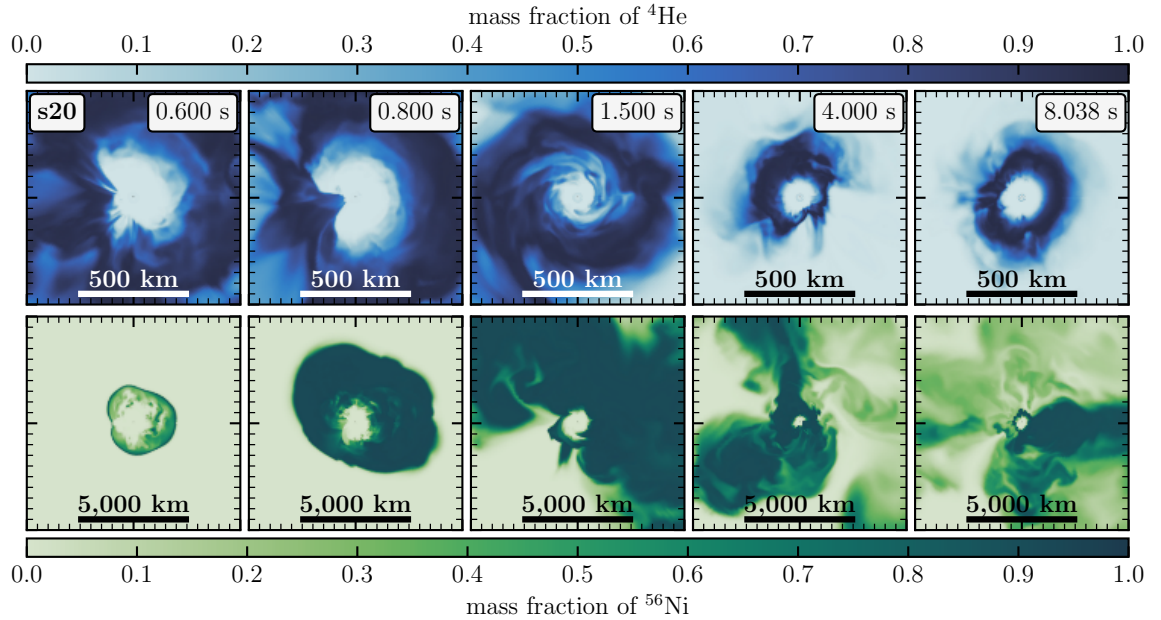 mass fraction of ⁴He
0.0 0.1 0.2 0.3 0.4 0.5 0.6 0.7 0.8 0.9 1.0
s20 0.600 s 0.800 s 1.500 s 4.000 s 8.038 s
500 km 500 km 500 km 500 km 500 km
5,000 km 5,000 km 5,000 km 5,000 km 5,000 km
0.0 0.1 0.2 0.3 0.4 0.5 0.6 0.7 0.8 0.9 1.0
mass fraction of ⁵⁶Ni